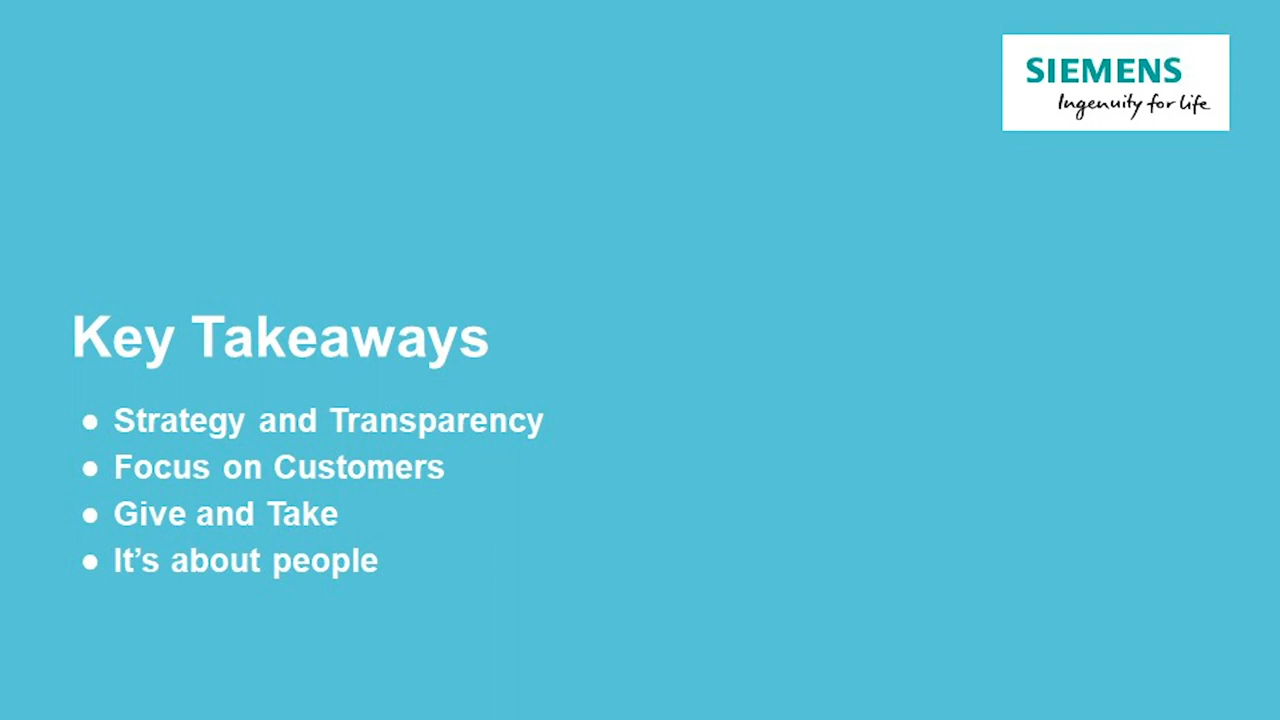 SIEMENS
Ingenuity for life
Key Takeaways
● Strategy and Transparency
● Focus on Customers
● Give and Take
● It’s about people